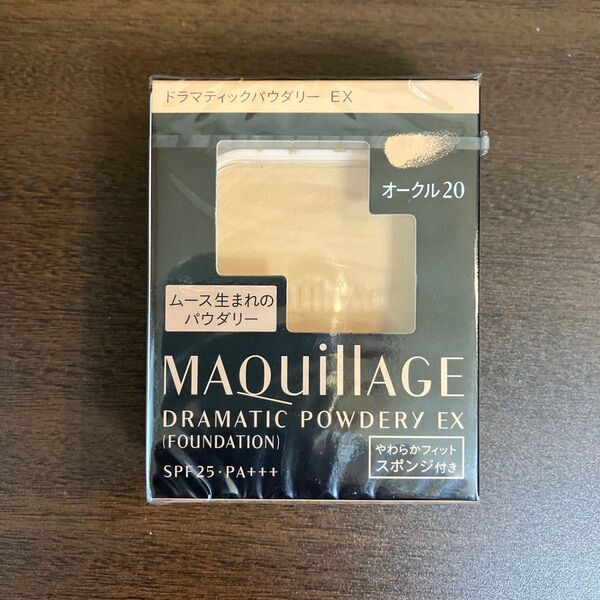 ドラマティックパウダリー EX
オークル20
ムース生まれの
パウダリー
MAQuillAGE
DRAMATIC POWDERY EX
(FOUNDATION)
SPF25・PA+++
やわらかフィット
スポンジ付き